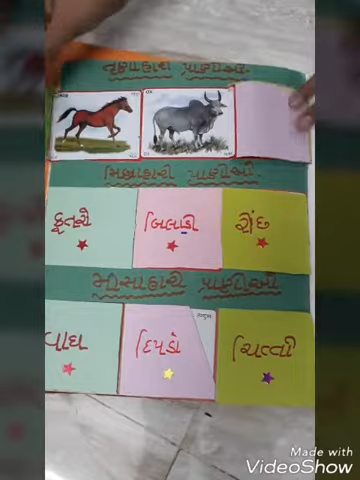 તૃણાહારી પ્રાણીઓ.
મિશ્રાહારી પ્રાણીઓ.
કૂતરો
બિલાડી
રીંછ
માંસાહારી પ્રાણીઓ
વાઘ
દિપડો
ચિત્તો
Made with
VideoShow